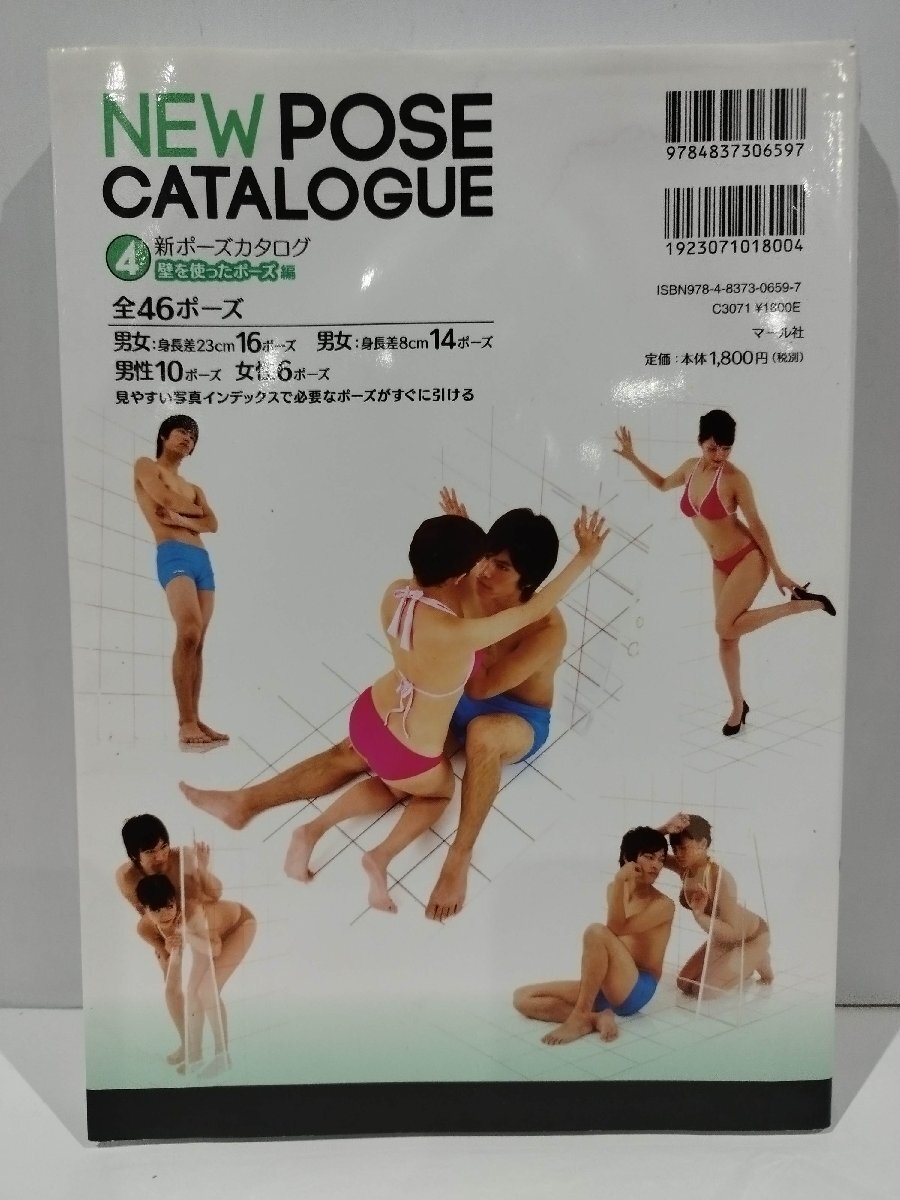 NEW POSE
CATALOGUE
4 新ポーズカタログ
壁を使ったポーズ編
全46ポーズ
男女:身長差23cm16ポーズ 男女:身長差8cm14ポーズ
男性10ポーズ 女性6ポーズ
見やすい写真インデックスで必要なポーズがすぐに引ける
9784837306597
1923071018004
ISBN978-4-8373-0659-7
C3071 ¥1800E
マール社
定価:本体1,800円(税別)